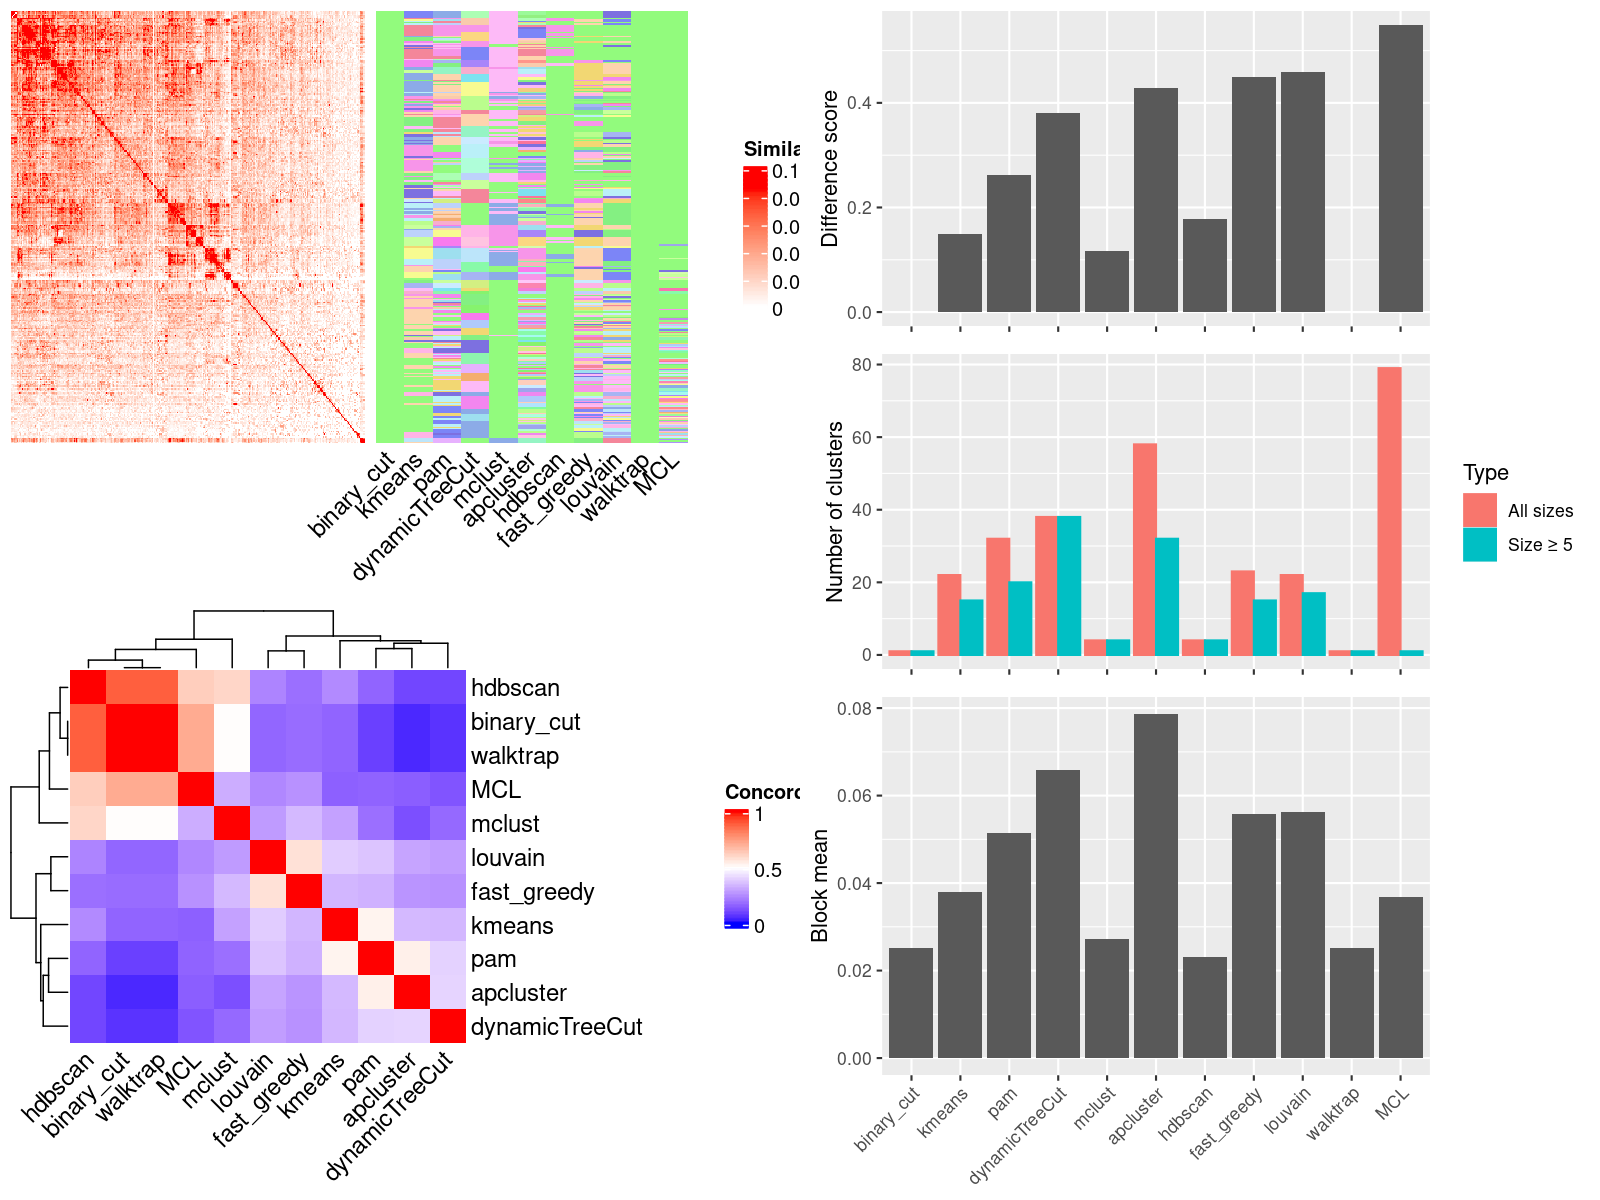 Simila
0.1
0.0
0.0
0.0
0
binary_cut
kmeans
pam
dynamicTreeCut
mclust
apcluster
hdbscan
fast_greedy
louvain
walktrap
MCL
hdbscan
binary_cut
walktrap
MCL
mclust
louvain
fast_greedy
kmeans
pam
apcluster
dynamicTreeCut
hdbscan
binary_cut
walktrap
MCL
mclust
louvain
fast_greedy
kmeans
pam
apcluster
dynamicTreeCut
Concord
1
0.5
0
Difference score
0.4
0.2
0.0
Number of clusters
80
60
40
20
0
Type
All sizes
Size ≥ 5
Block mean
0.08
0.06
0.04
0.02
0.00
binary_cut
kmeans
pam
dynamicTreeCut
mclust
apcluster
hdbscan
fast_greedy
louvain
walktrap
MCL